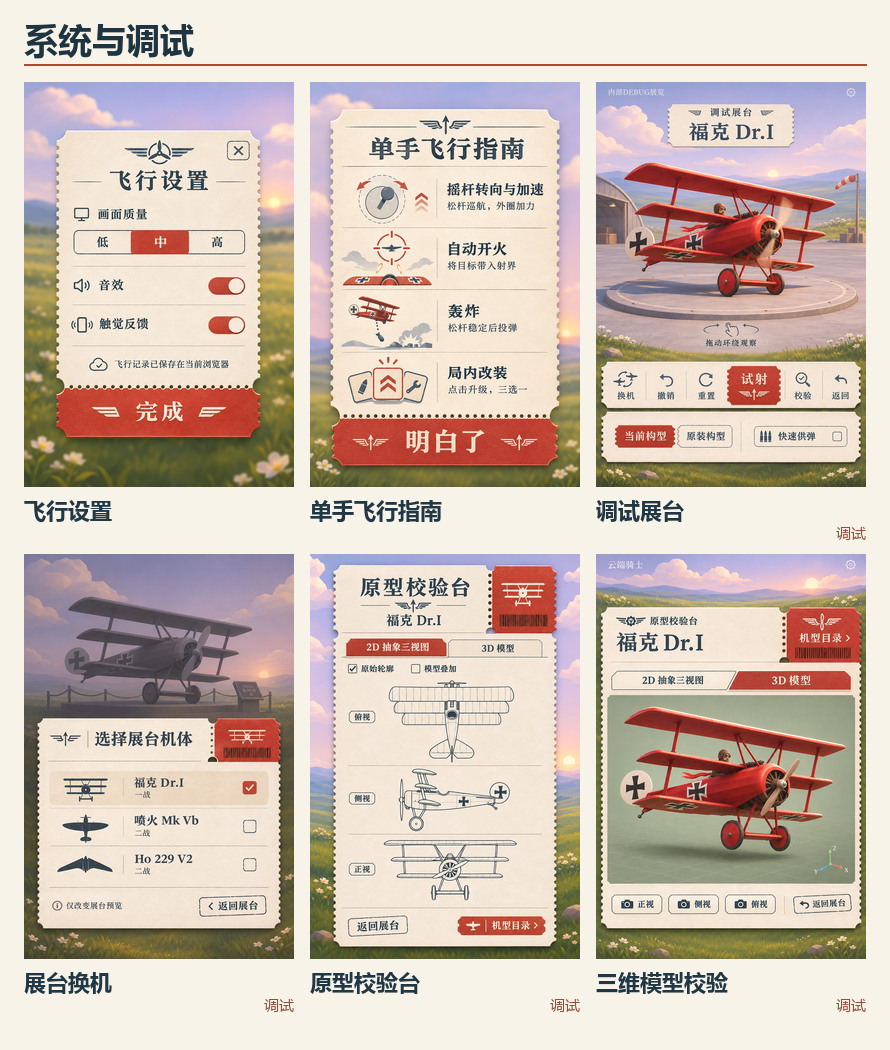 系统与调试
飞行设置
画面质量
低 中 高
音效
触觉反馈
飞行记录已保存在当前浏览器
完成
飞行设置
单手飞行指南
摇杆转向与加速
松杆巡航，外圈加力
自动开火
将目标带入射界
轰炸
松杆稳定后投弹
局内改装
点击升级，三选一
明白了
单手飞行指南
内部DEBUG展览
调试展台
福克 Dr.I
拖动环绕观察
换机 撤销 重置 试射 校验 返回
当前构型 原装构型 快速供弹
调试展台
调试
选择展台机体
福克 Dr.I
一战
喷火 Mk Vb
二战
Ho 229 V2
二战
仅改变展台预览
返回展台
展台换机
调试
原型校验台
福克 Dr.I
2D 抽象三视图 3D 模型
原始轮廓 模型叠加
俯视
侧视
正视
返回展台 机型目录
原型校验台
调试
云端骑士
原型校验台
福克 Dr.I
机型目录
2D 抽象三视图 3D 模型
Z
Y X
正视 侧视 俯视 返回展台
三维模型校验
调试